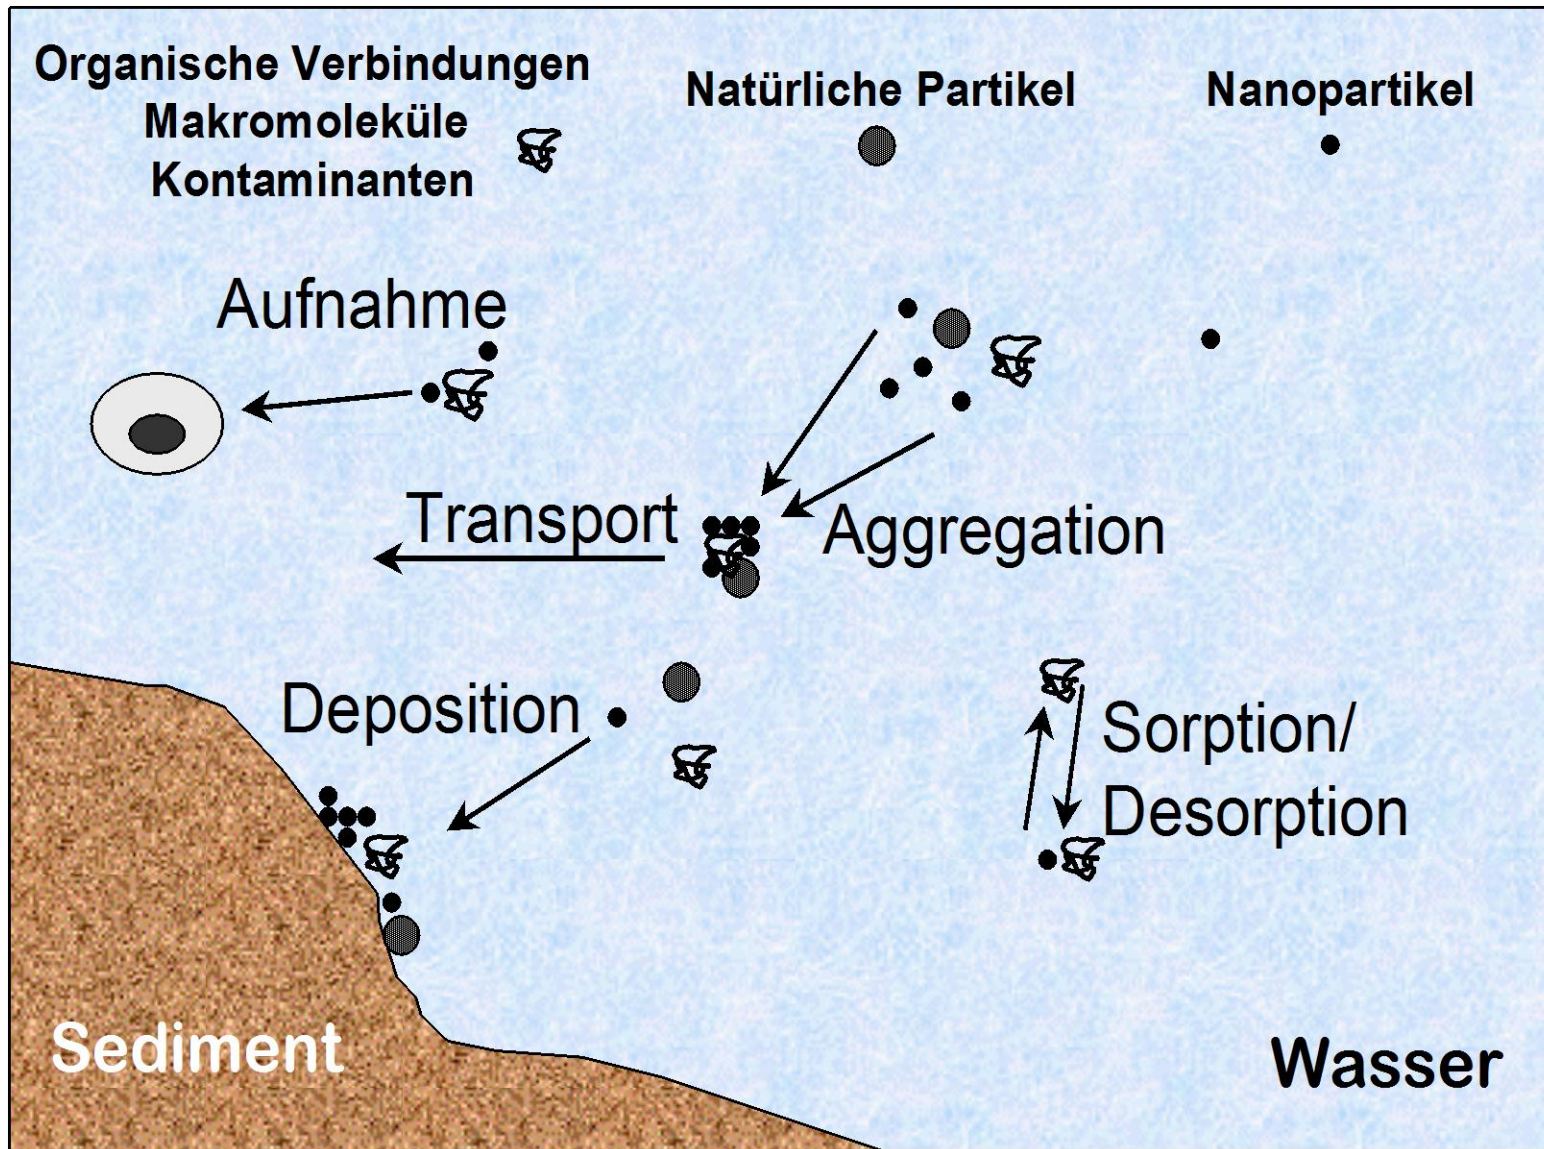 Organische Verbindungen
Makromoleküle
Kontaminanten
Natürliche Partikel
Nanopartikel
Aufnahme
Transport
Aggregation
Deposition
Sorption/
Desorption
Sediment
Wasser